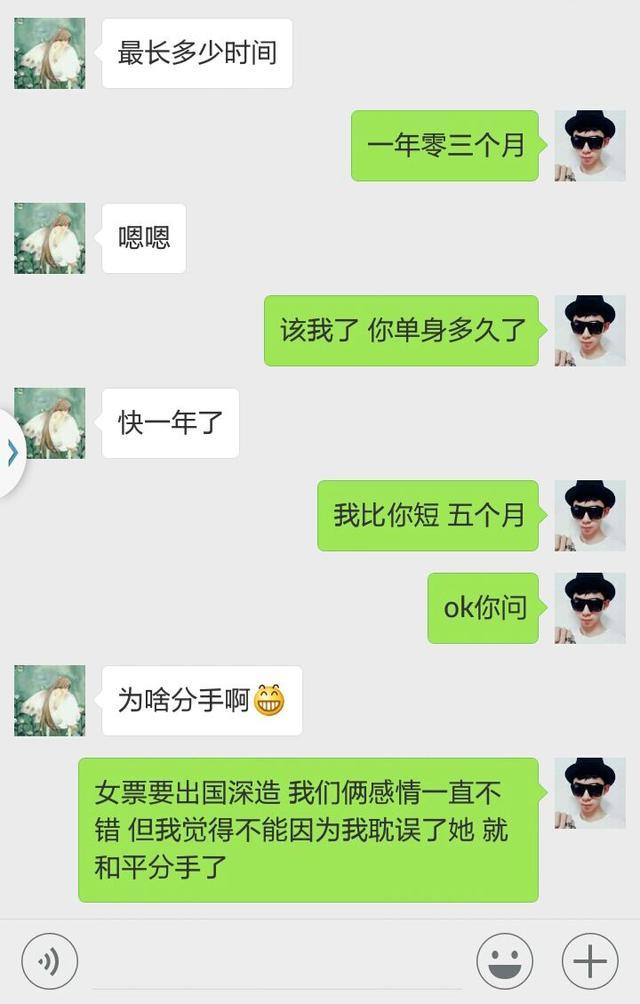 最长多少时间
一年零三个月
嗯嗯
该我了 你单身多久了
快一年了
我比你短 五个月
ok你问
为啥分手啊😁
女票要出国深造 我们俩感情一直不
错 但我觉得不能因为我耽误了她 就
和平分手了